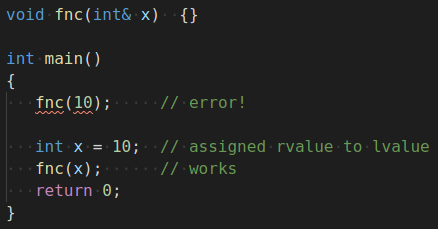 void fnc(int& x)  {}

int main()
{
    fnc(10);     // error!

    int x = 10;  // assigned rvalue to lvalue
    fnc(x);      // works
    return 0;
}